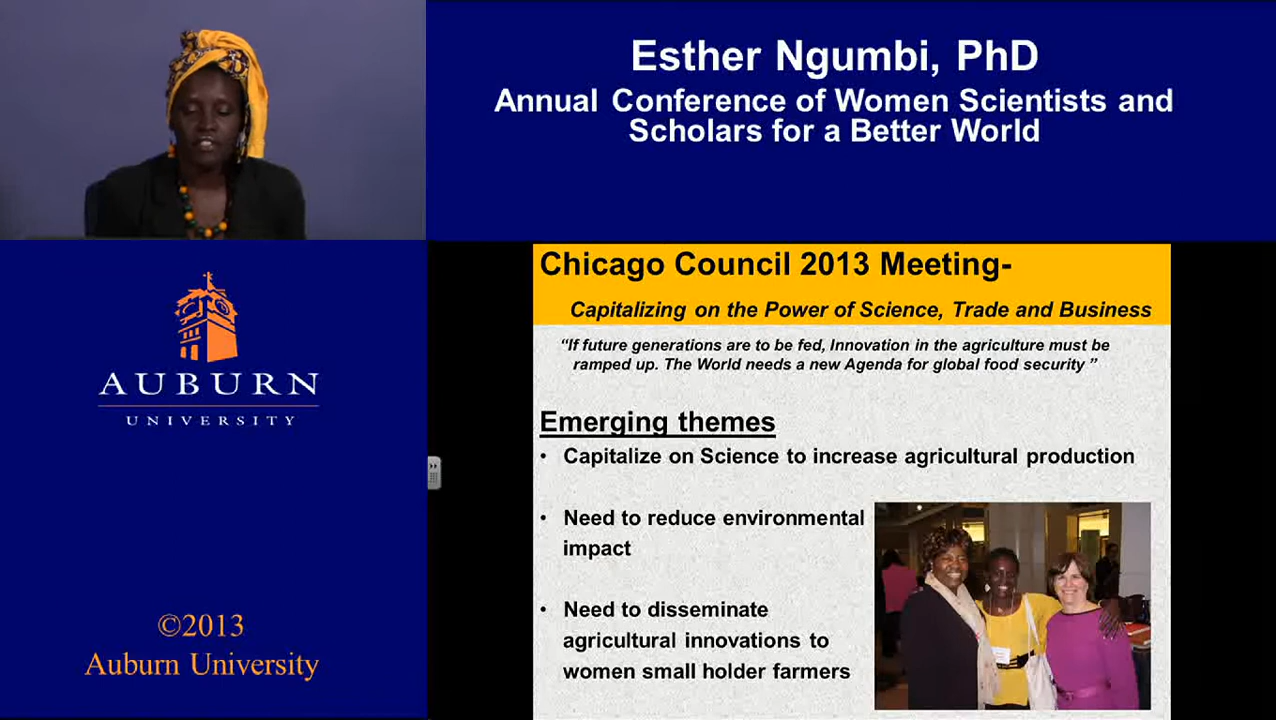 Esther Ngumbi, PhD
Annual Conference of Women Scientists and
Scholars for a Better World
AUBURN
UNIVERSITY
©2013
Auburn University
Chicago Council 2013 Meeting-
Capitalizing on the Power of Science, Trade and Business
“If future generations are to be fed, Innovation in the agriculture must be
ramped up. The World needs a new Agenda for global food security ”
Emerging themes
• Capitalize on Science to increase agricultural production
• Need to reduce environmental
impact
• Need to disseminate
agricultural innovations to
women small holder farmers